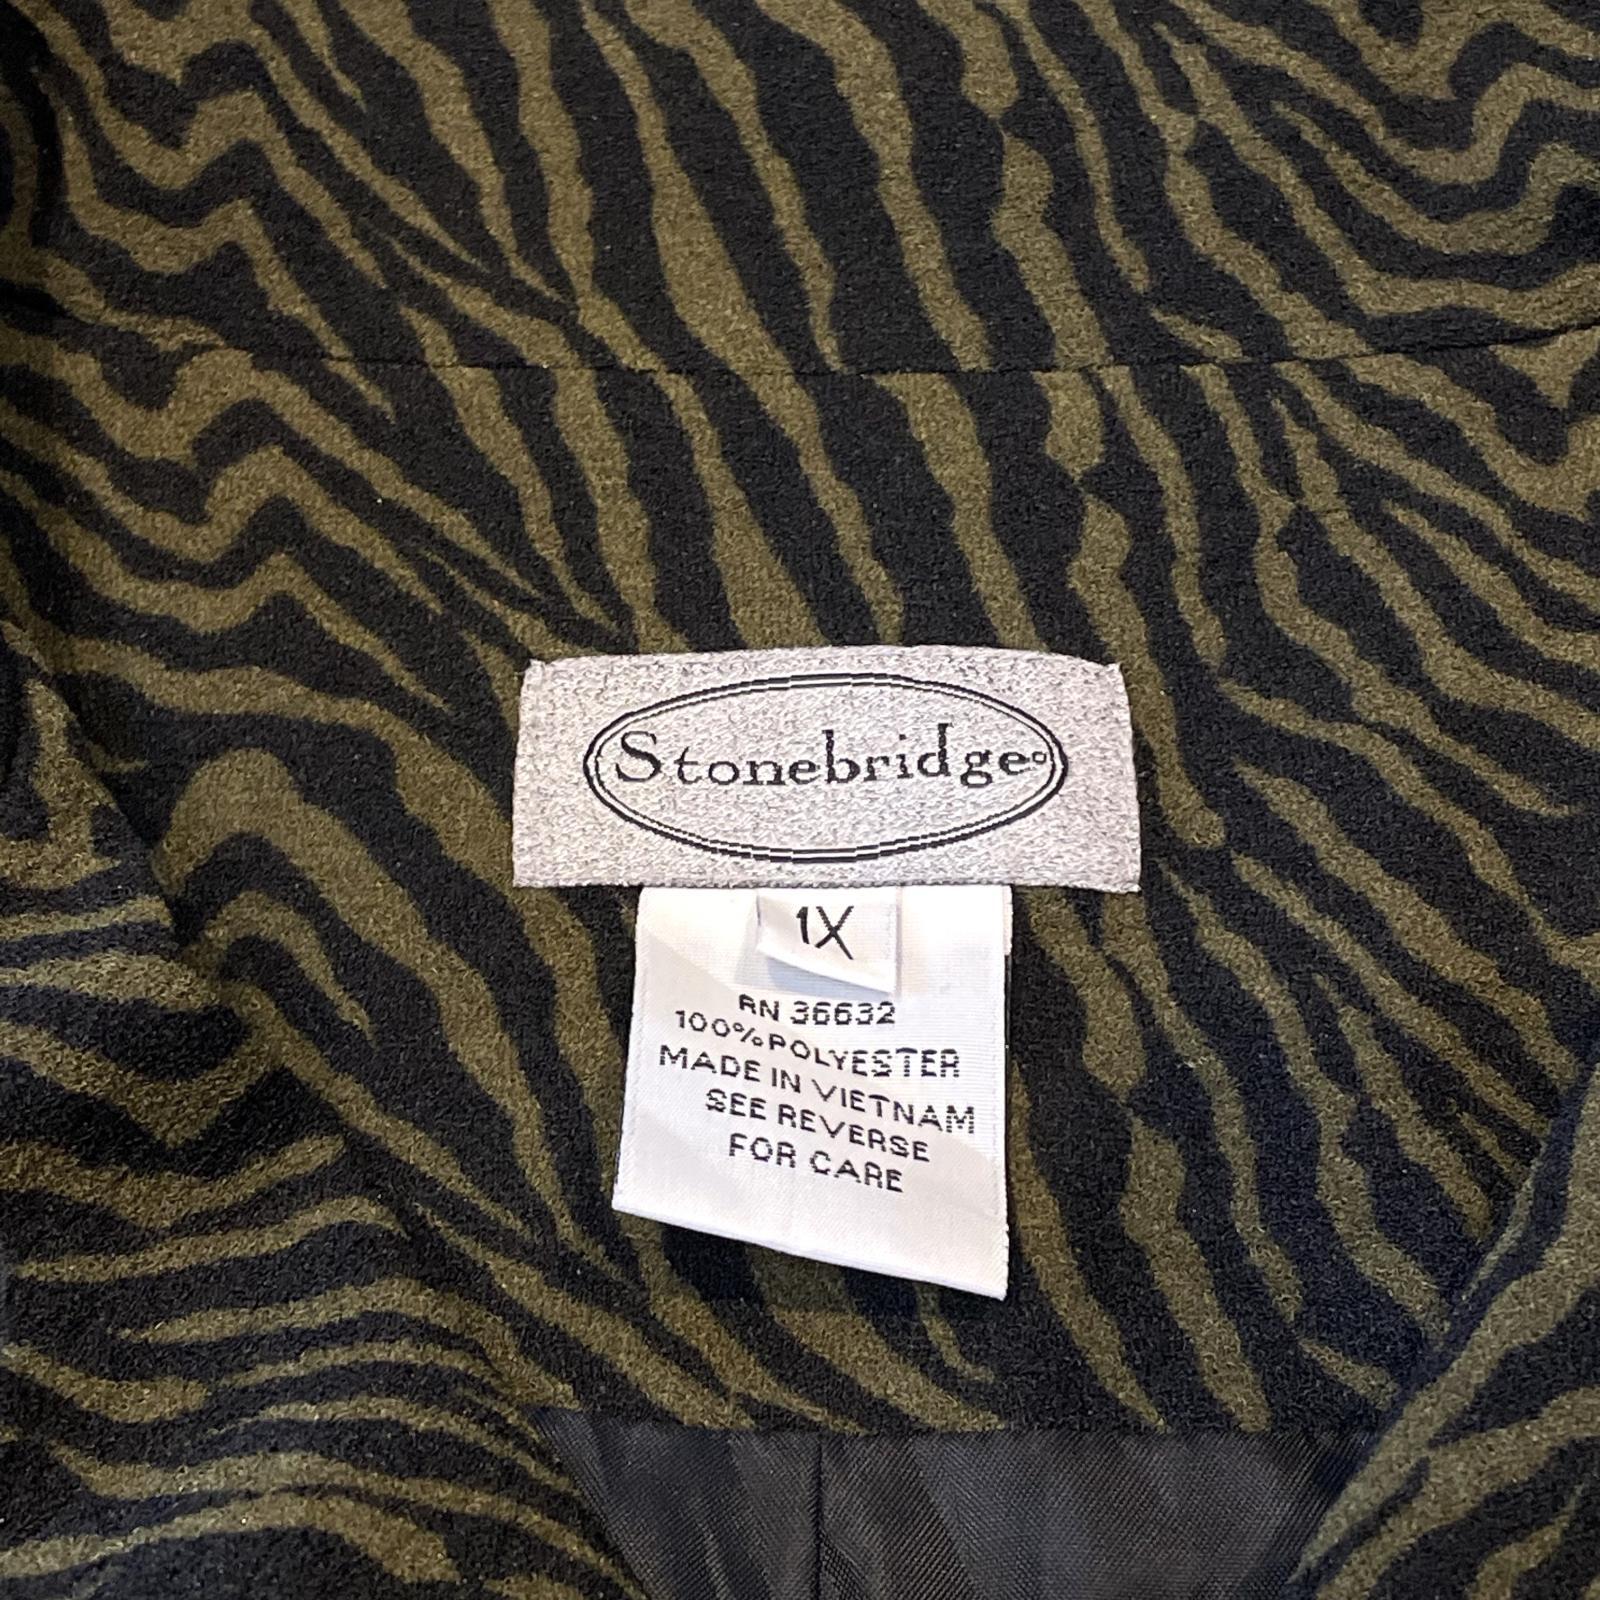 Stonebridge
1X
RN 36632
100%POLYESTER
MADE IN VIETNAM
SEE REVERSE
FOR CARE